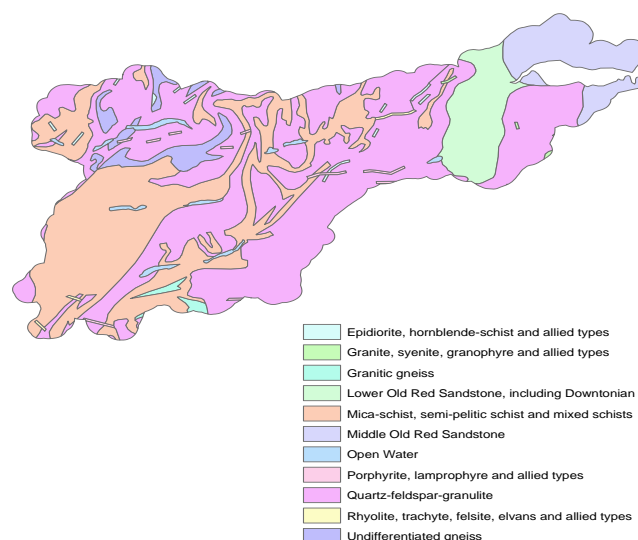 Epidiorite, hornblende-schist and allied types
Granite, syenite, granophyre and allied types
Granitic gneiss
Lower Old Red Sandstone, including Downtonian
Mica-schist, semi-pelitic schist and mixed schists
Middle Old Red Sandstone
Open Water
Porphyrite, lamprophyre and allied types
Quartz-feldspar-granulite
Rhyolite, trachyte, felsite, elvans and allied types
Undifferentiated gneiss